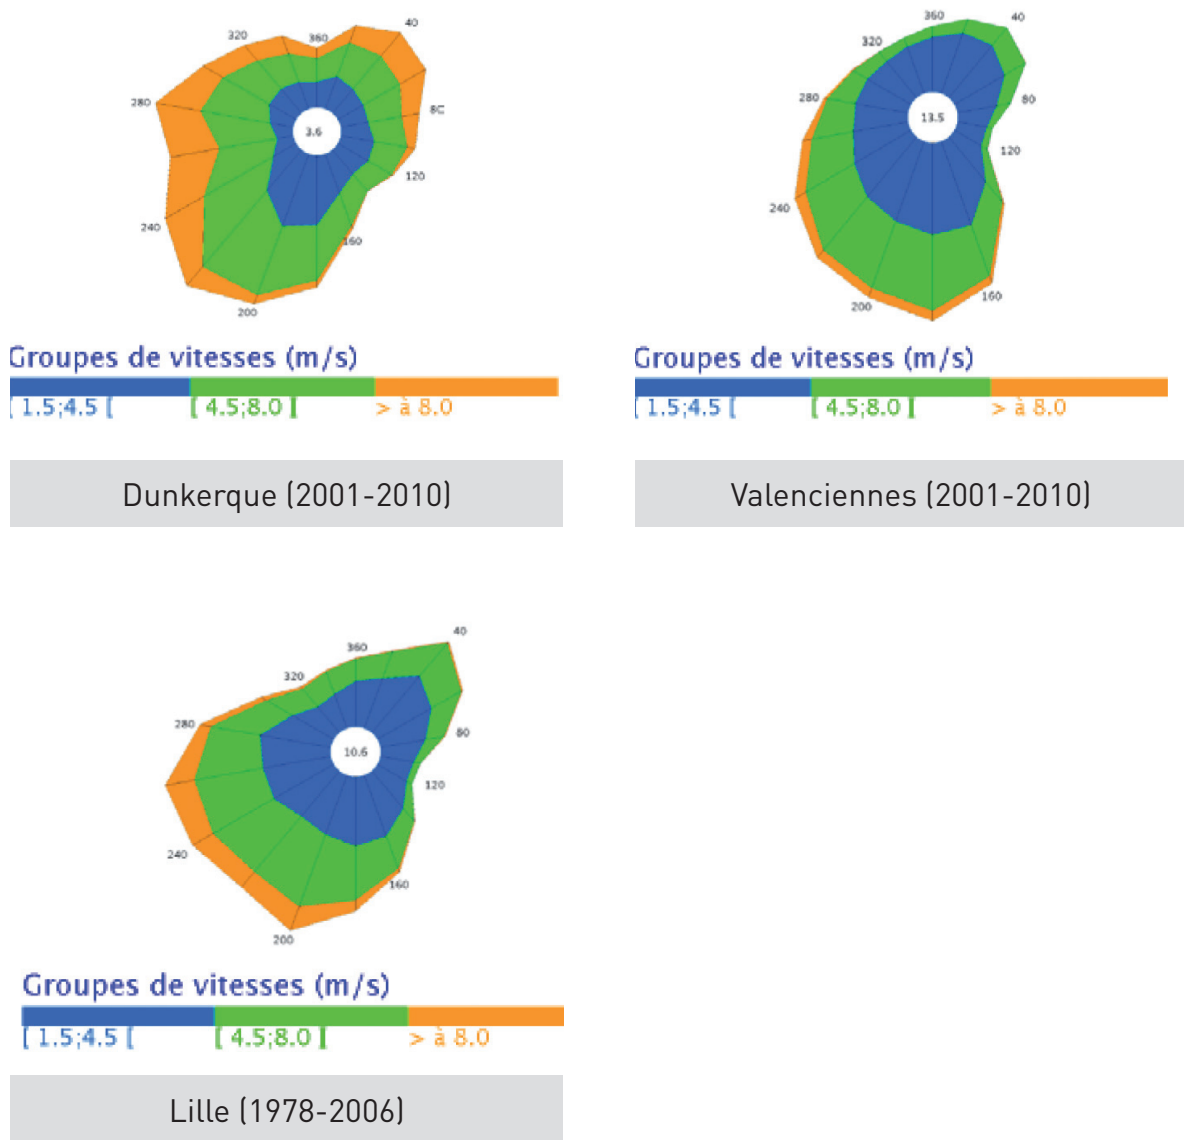 360
40
320
280
3.6
8C
120
240
160
200
Groupes de vitesses (m/s)
[ 1.5;4.5 [ [ 4.5;8.0 ] > à 8.0
Dunkerque (2001-2010)
360
40
320
280
13.5
80
120
240
160
200
Groupes de vitesses (m/s)
[ 1.5;4.5 [ [ 4.5;8.0 ] > à 8.0
Valenciennes (2001-2010)
40
360
320
280
10.6
80
120
240
160
200
Groupes de vitesses (m/s)
[ 1.5;4.5 [ [ 4.5;8.0 ] > à 8.0
Lille (1978-2006)